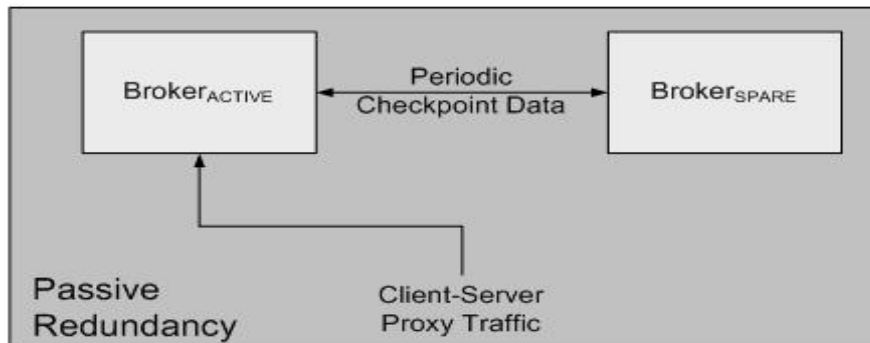 BrokerACTIVE
Periodic
Checkpoint Data
BrokerSPARE
Passive
Redundancy
Client-Server
Proxy Traffic